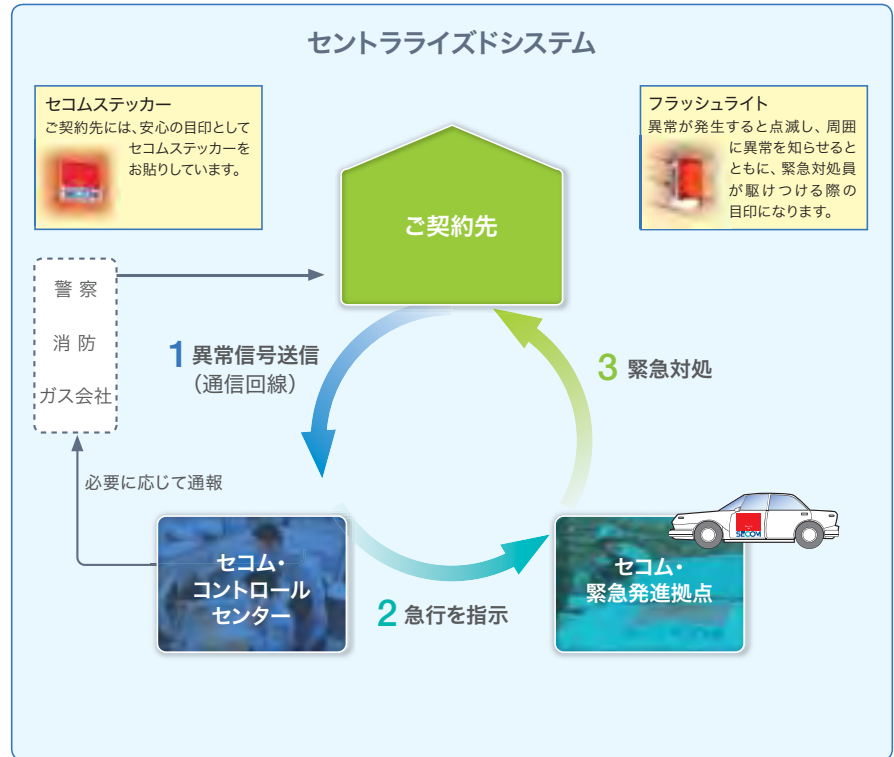 セントラライズドシステム
セコムステッカー
ご契約先には、安心の目印として
セコムステッカーを
お貼りしています。
SECOM
フラッシュライト
異常が発生すると点滅し、周囲
に異常を知らせると
ともに、緊急対処員
が駆けつける際の
目印になります。
ご契約先
警察
消防
ガス会社
1 異常信号送信
（通信回線）
3 緊急対処
必要に応じて通報
SECOM
セコム・
コントロール
センター
セコム・
緊急発進拠点
2 急行を指示